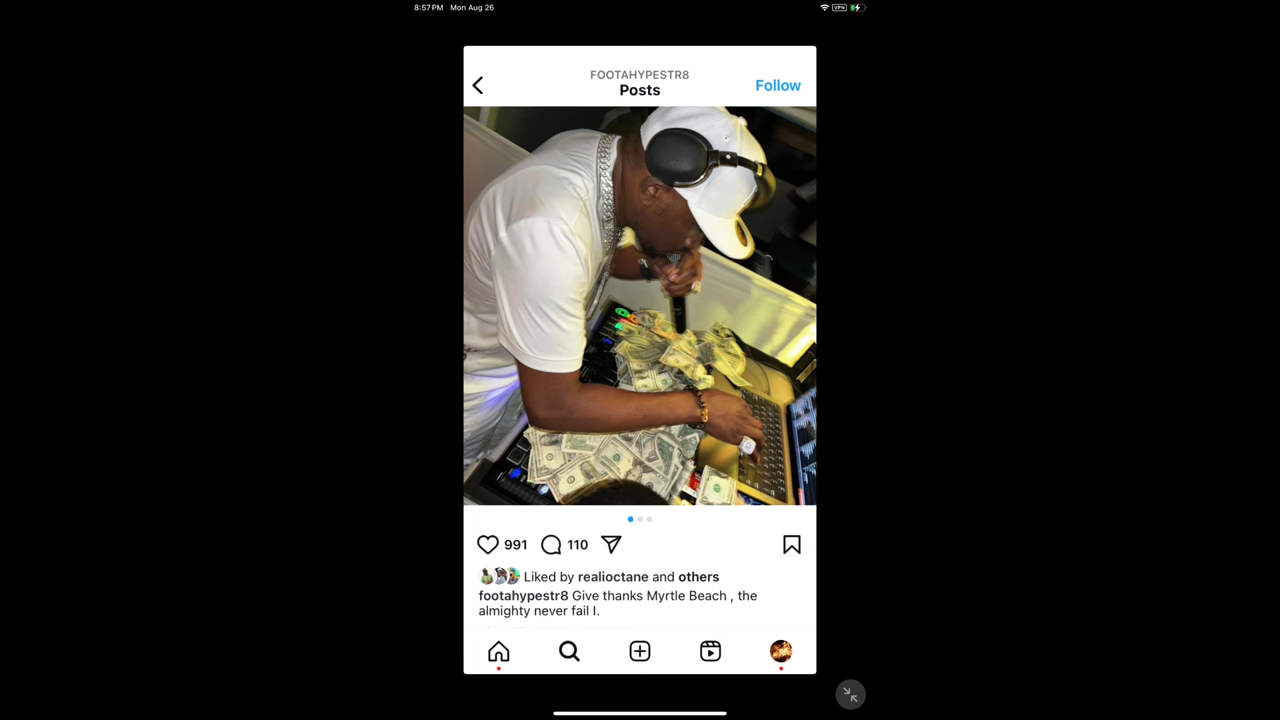 8:57 PM Mon Aug 26
VPN
FOOTAHYPESTR8
Posts
Follow
991
110
Liked by realioctane and others
footahypestr8 Give thanks Myrtle Beach , the
almighty never fail I.